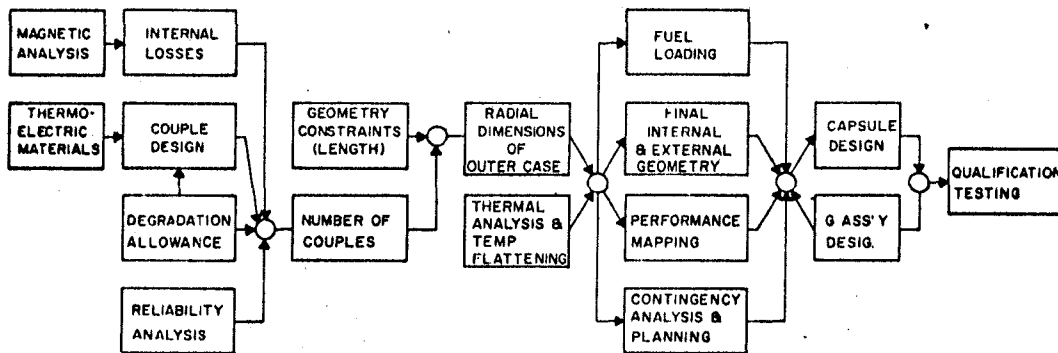 MAGNETIC
ANALYSIS
INTERNAL
LOSSES
THERMO-
ELECTRIC
MATERIALS
COUPLE
DESIGN
DEGRADATION
ALLOWANCE
RELIABILITY
ANALYSIS
GEOMETRY
CONSTRAINTS
(LENGTH)
NUMBER OF
COUPLES
RADIAL
DIMENSIONS
OF
OUTER CASE
THERMAL
ANALYSIS &
TEMP
FLATTENING
FUEL
LOADING
FINAL
INTERNAL
& EXTERNAL
GEOMETRY
PERFORMANCE
MAPPING
CONTINGENCY
ANALYSIS &
PLANNING
CAPSULE
DESIGN
G ASS'Y
DESIG.
QUALIFICATION
TESTING